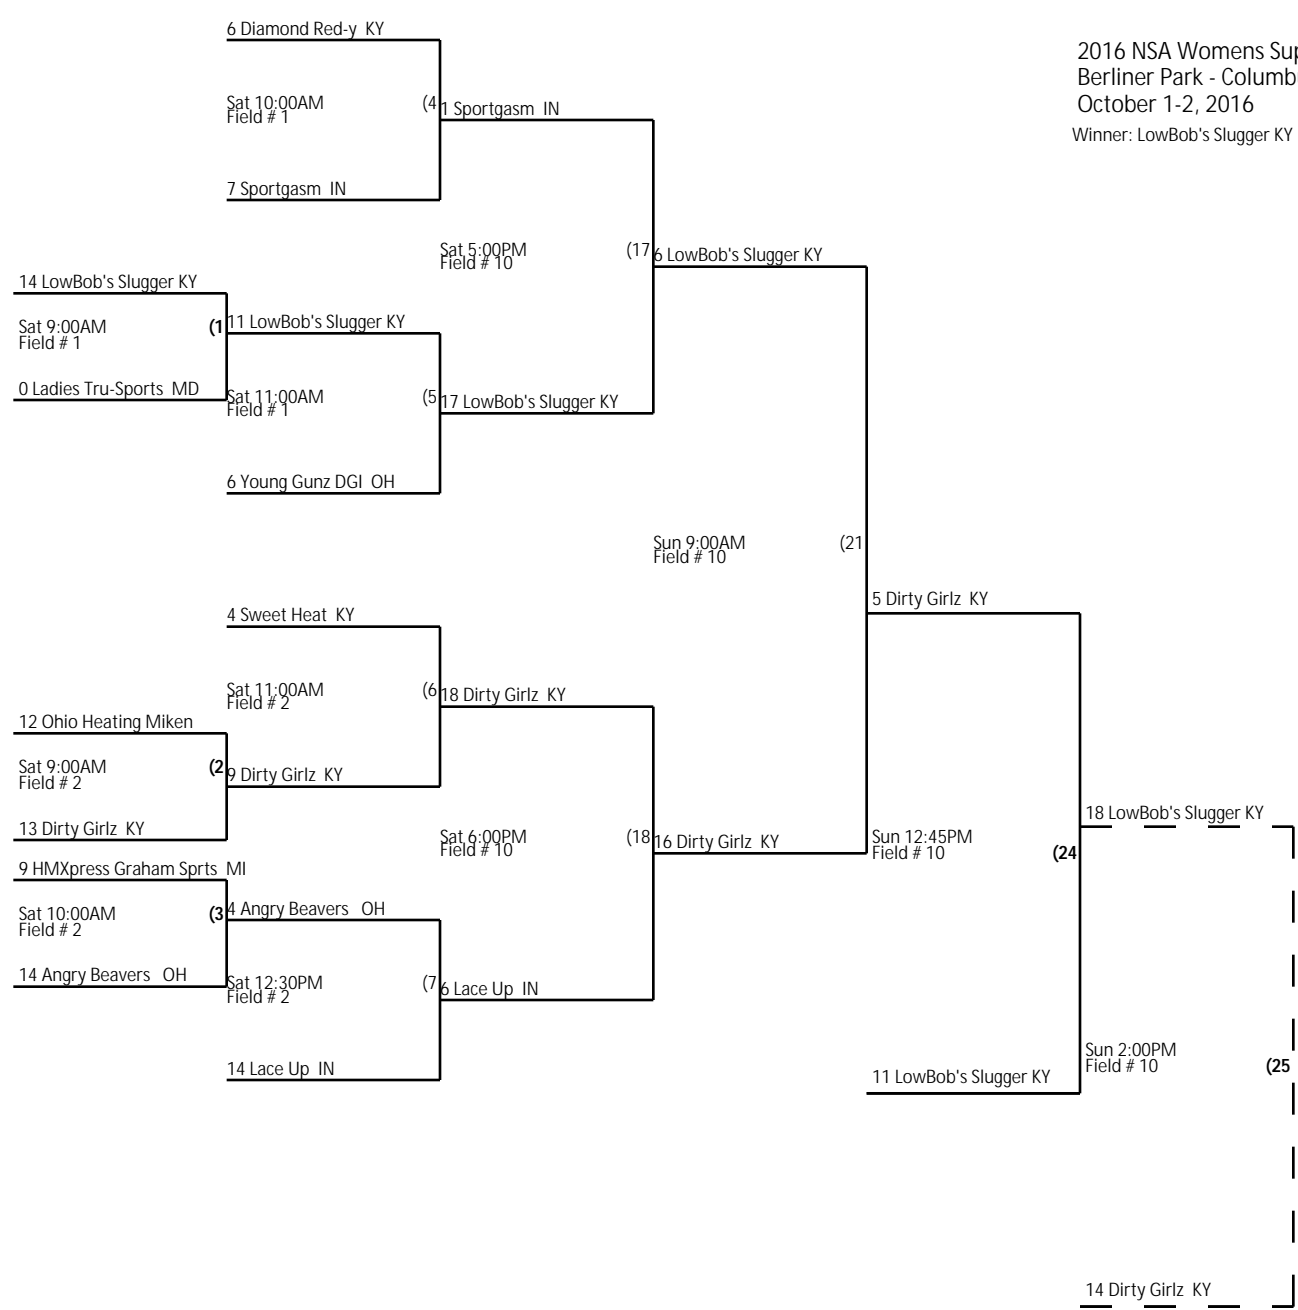 6 Diamond Red-y KY
2016 NSA Womens Sup
Berliner Park - Columb
October 1-2, 2016
Winner: LowBob's Slugger KY
Sat 10:00AM
Field # 1
(4
1 Sportgasm IN
7 Sportgasm IN
Sat 5:00PM
Field # 10
(17
6 LowBob's Slugger KY
14 LowBob's Slugger KY
Sat 9:00AM
Field # 1
(1
11 LowBob's Slugger KY
0 Ladies Tru-Sports MD
Sat 11:00AM
Field # 1
(5
17 LowBob's Slugger KY
6 Young Gunz DGI OH
Sun 9:00AM
Field # 10
(21
5 Dirty Girlz KY
4 Sweet Heat KY
Sat 11:00AM
Field # 2
(6
18 Dirty Girlz KY
12 Ohio Heating Miken
Sat 9:00AM
Field # 2
(2
9 Dirty Girlz KY
13 Dirty Girlz KY
Sat 6:00PM
Field # 10
(18
16 Dirty Girlz KY
Sun 12:45PM
Field # 10
(24
18 LowBob's Slugger KY
9 HMXpress Graham Sprts MI
Sat 10:00AM
Field # 2
(3
4 Angry Beavers OH
14 Angry Beavers OH
Sat 12:30PM
Field # 2
(7
6 Lace Up IN
14 Lace Up IN
11 LowBob's Slugger KY
Sun 2:00PM
Field # 10
(25
14 Dirty Girlz KY